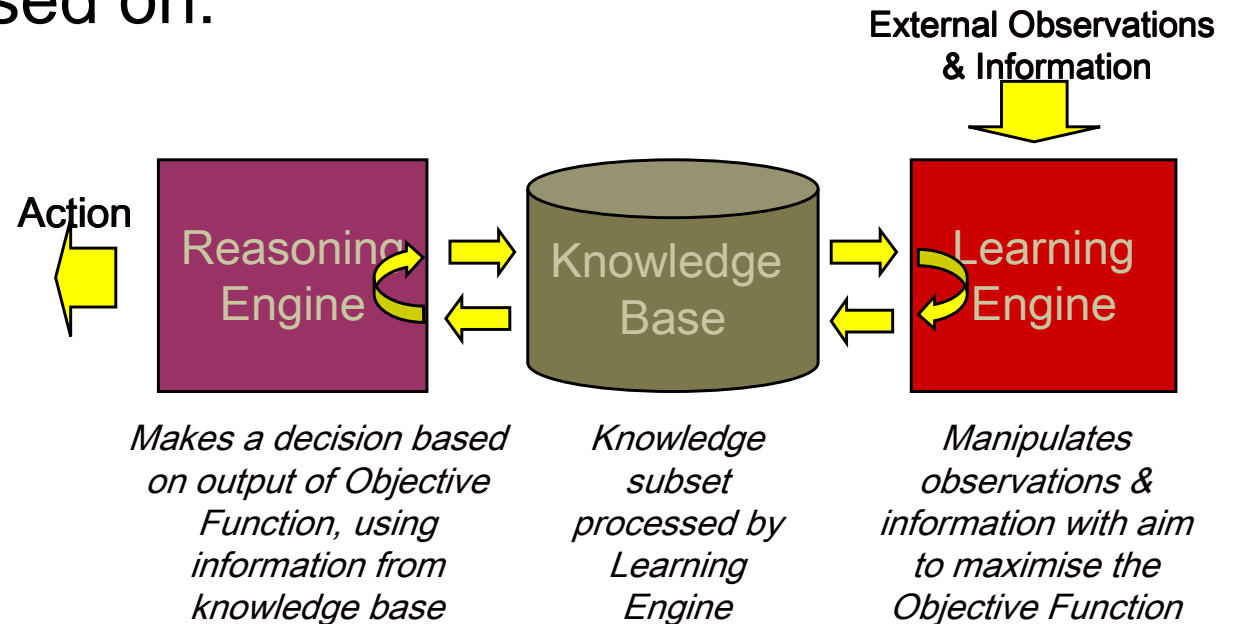 sed on:
External Observations
& Information
Action
Reasoning
Engine
Knowledge
Base
Learning
Engine
Makes a decision based
on output of Objective
Function, using
information from
knowledge base
Knowledge
subset
processed by
Learning
Engine
Manipulates
observations &
information with aim
to maximise the
Objective Function